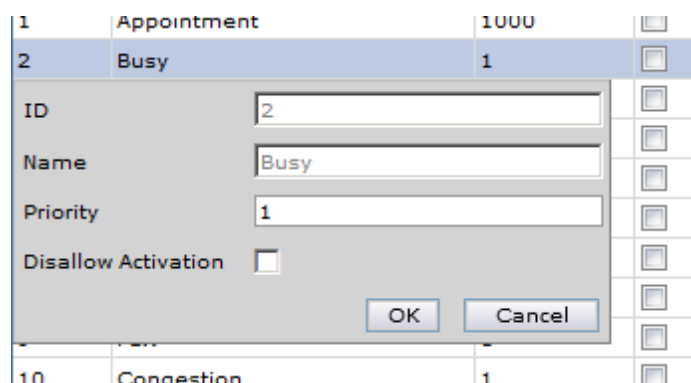 1 Appointment 1000
2 Busy 1
ID 2
Name Busy
Priority 1
Disallow Activation
OK Cancel
10 Congestion 1